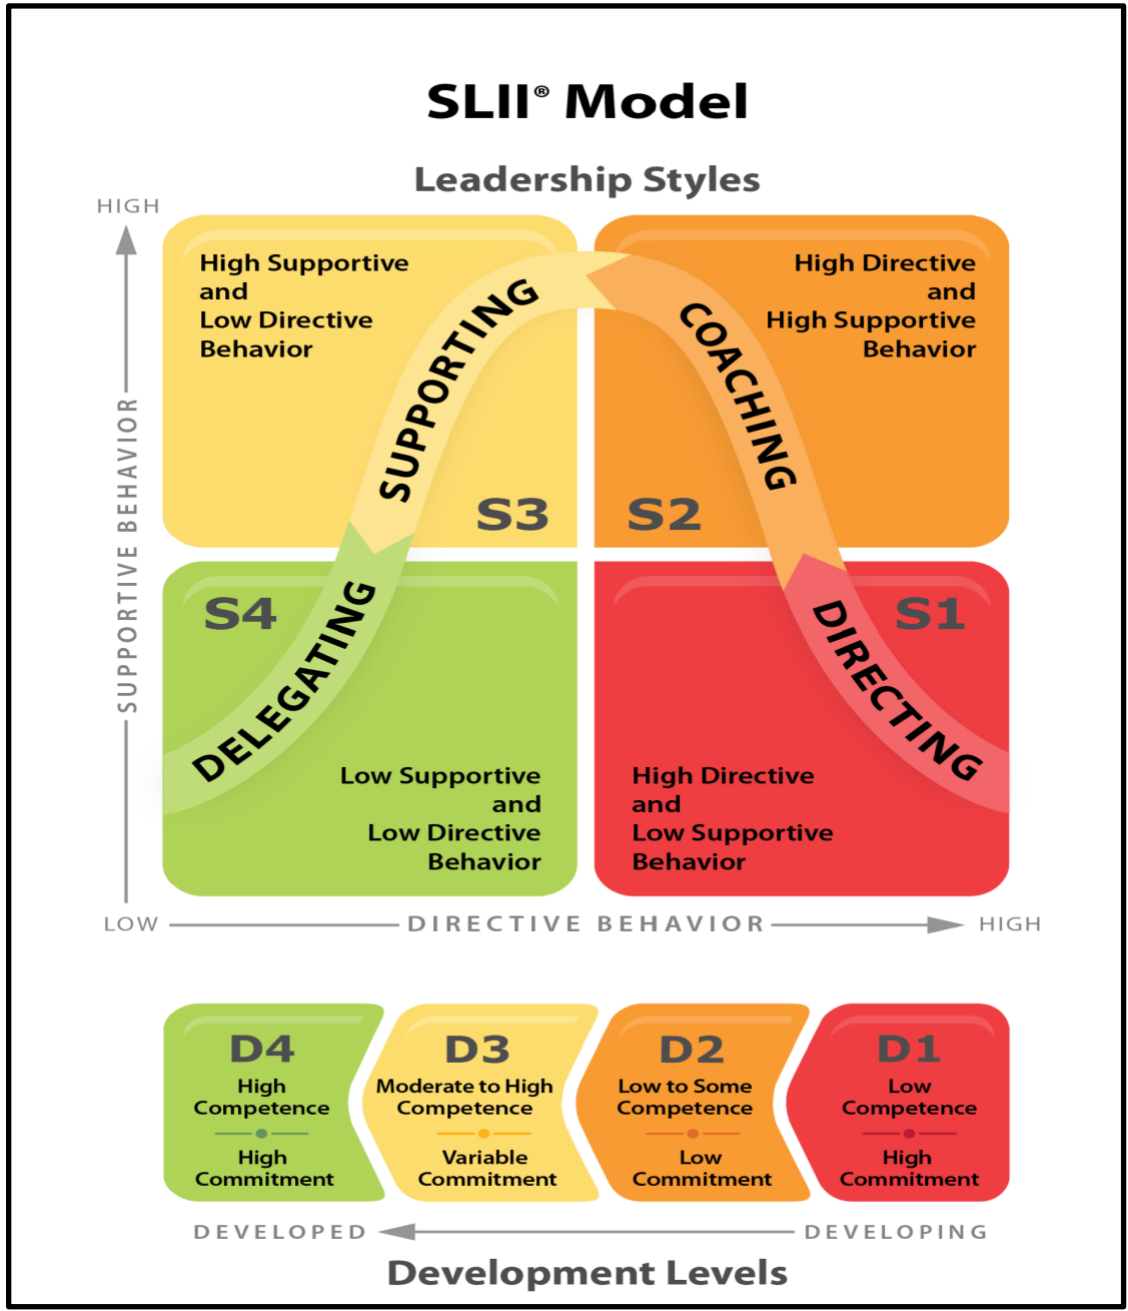 SLII® Model
Leadership Styles
HIGH
SUPPORTIVE BEHAVIOR
High Supportive
and
Low Directive
Behavior
SUPPORTING
S3
High Directive
and
High Supportive
Behavior
COACHING
S2
S4
DELEGATING
Low Supportive
and
Low Directive
Behavior
S1
DIRECTING
High Directive
and
Low Supportive
Behavior
LOW
DIRECTIVE BEHAVIOR
HIGH
D4
High
Competence
High
Commitment
D3
Moderate to High
Competence
Variable
Commitment
D2
Low to Some
Competence
Low
Commitment
D1
Low
Competence
High
Commitment
DEVELOPED
DEVELOPING
Development Levels